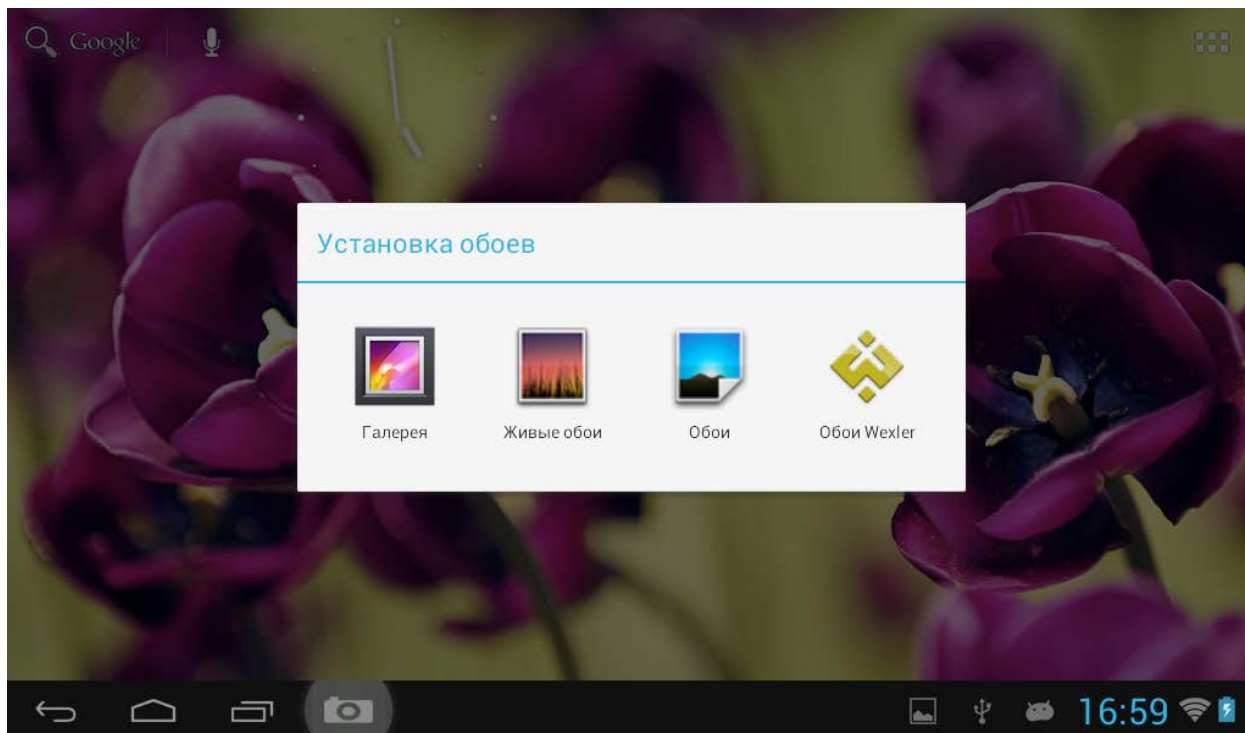 Google
Установка обоев
Галерея
Живые обои
Обои
Обои Wexler
16:59